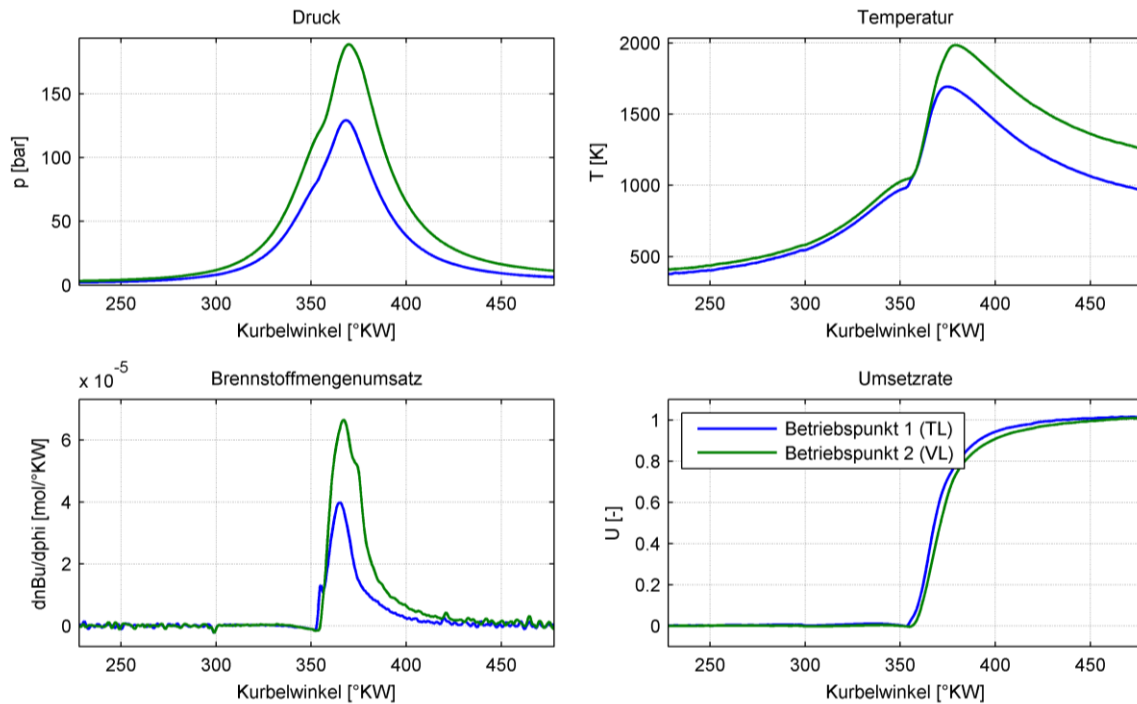 Druck
p [bar]
150
100
50
0
250 300 350 400 450
Kurbelwinkel [°KW]
Temperatur
T [K]
2000
1500
1000
500
250 300 350 400 450
Kurbelwinkel [°KW]
x 10⁻⁵
Brennstoffmengenumsatz
dnBu/dphi [mol/°KW]
6
4
2
0
250 300 350 400 450
Kurbelwinkel [°KW]
Umsetzrate
U [-]
1
0.8
0.6
0.4
0.2
0
Betriebspunkt 1 (TL)
Betriebspunkt 2 (VL)
250 300 350 400 450
Kurbelwinkel [°KW]